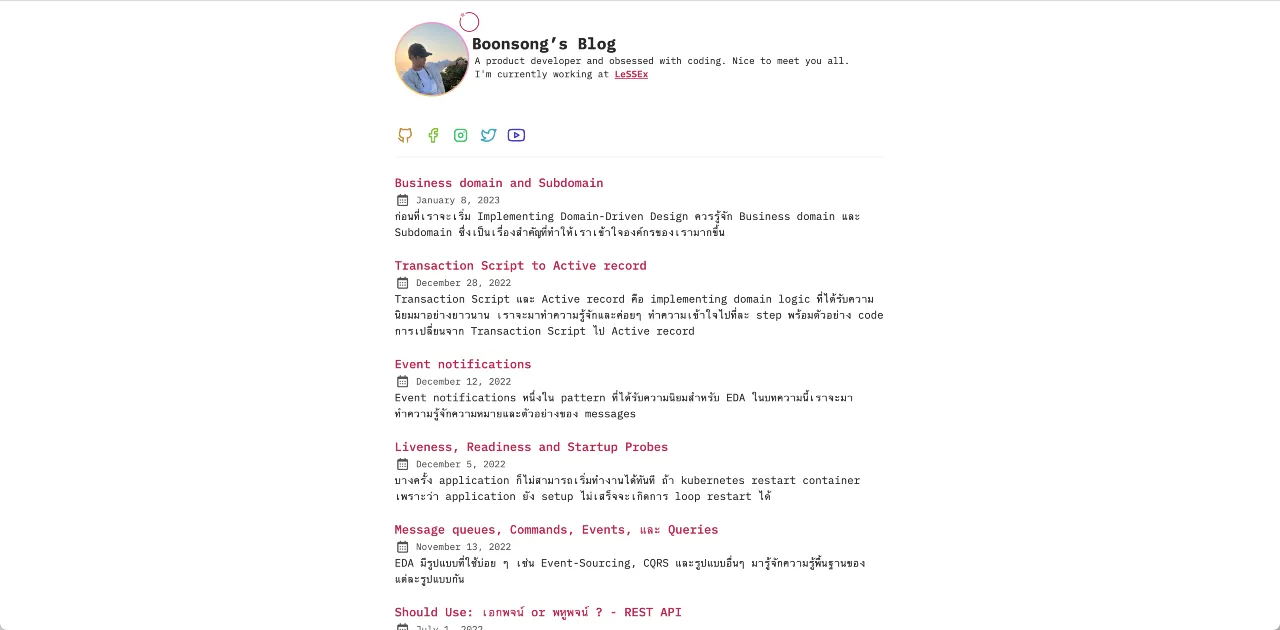 Boonsong’s Blog
A product developer and obsessed with coding. Nice to meet you all.
I'm currently working at LeSSEx
Business domain and Subdomain
January 8, 2023
ก่อนที่เราจะเริ่ม Implementing Domain-Driven Design ควรรู้จัก Business domain และ
Subdomain ซึ่งเป็นเรื่องสำคัญที่ทำให้เราเข้าใจองค์กรของเรามากขึ้น
Transaction Script to Active record
December 28, 2022
Transaction Script และ Active record คือ implementing domain logic ที่ได้รับความ
นิยมมาอย่างยาวนาน เราจะมาทำความรู้จักและค่อยๆ ทำความเข้าใจไปทีละ step พร้อมตัวอย่าง code
การเปลี่ยนจาก Transaction Script ไป Active record
Event notifications
December 12, 2022
Event notifications หนึ่งใน pattern ที่ได้รับความนิยมสำหรับ EDA ในบทความนี้เราจะมา
ทำความรู้จักความหมายและตัวอย่างของ messages
Liveness, Readiness and Startup Probes
December 5, 2022
บางครั้ง application ก็ไม่สามารถเริ่มทำงานได้ทันที ถ้า kubernetes restart container
เพราะว่า application ยัง setup ไม่เสร็จจะเกิดการ loop restart ได้
Message queues, Commands, Events, และ Queries
November 13, 2022
EDA มีรูปแบบที่ใช้บ่อย ๆ เช่น Event-Sourcing, CQRS และรูปแบบอื่นๆ มารู้จักความรู้พื้นฐานของ
แต่ละรูปแบบกัน
Should Use: เอกพจน์ or พหูพจน์ ? - REST API
July 1, 2022